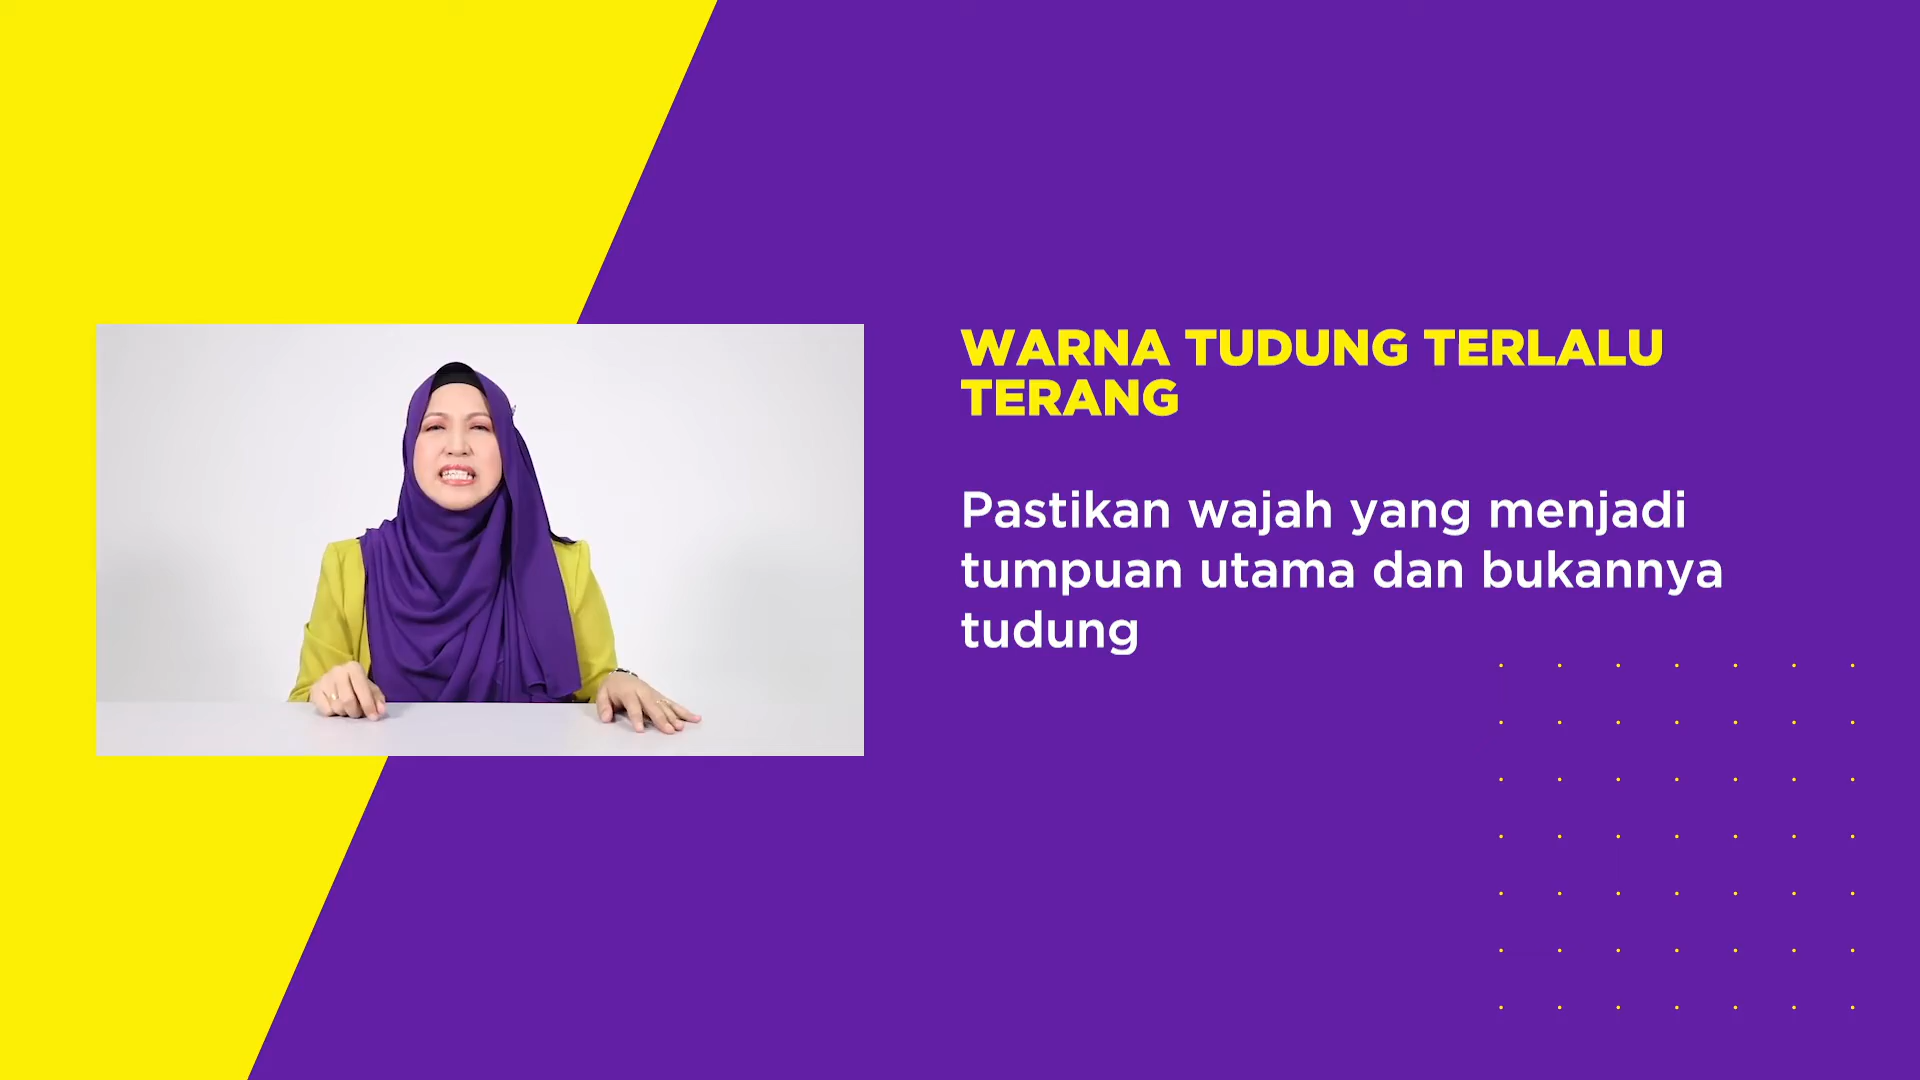 WARNA TUDUNG TERLALU
TERANG
Pastikan wajah yang menjadi
tumpuan utama dan bukannya
tudung